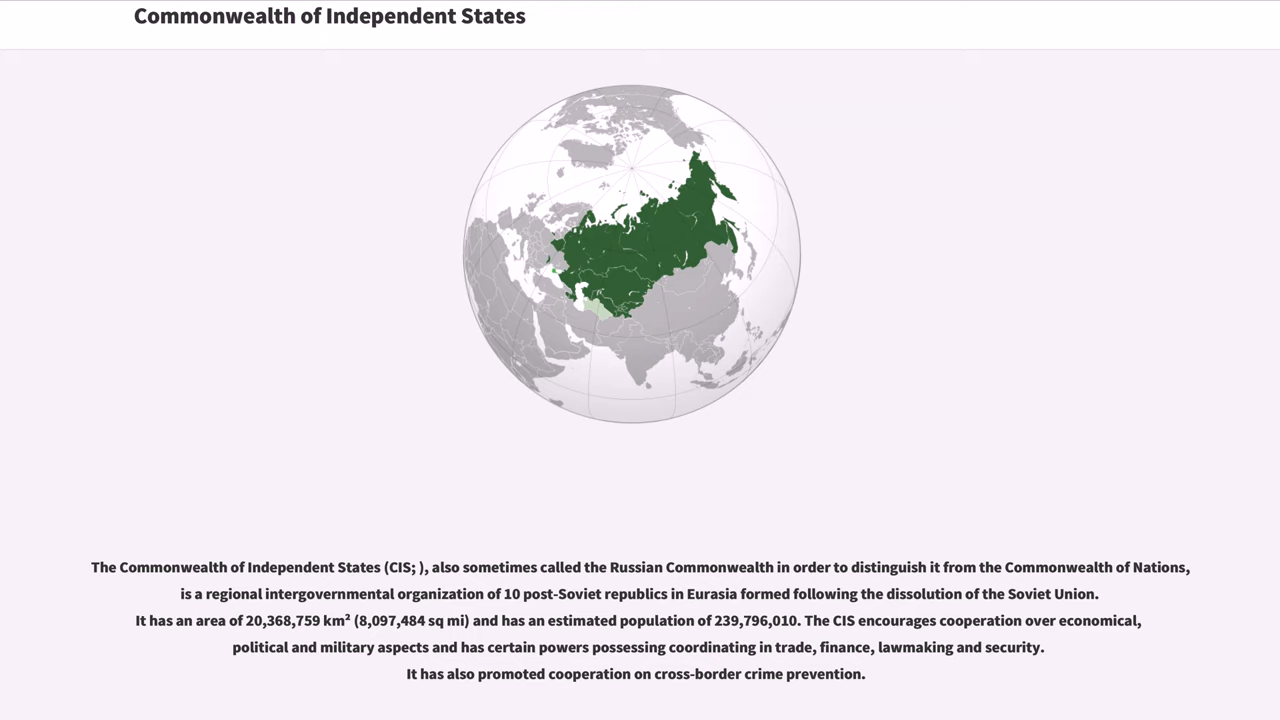 Commonwealth of Independent States
The Commonwealth of Independent States (CIS; ), also sometimes called the Russian Commonwealth in order to distinguish it from the Commonwealth of Nations,
is a regional intergovernmental organization of 10 post-Soviet republics in Eurasia formed following the dissolution of the Soviet Union.
It has an area of 20,368,759 km² (8,097,484 sq mi) and has an estimated population of 239,796,010. The CIS encourages cooperation over economical,
political and military aspects and has certain powers possessing coordinating in trade, finance, lawmaking and security.
It has also promoted cooperation on cross-border crime prevention.